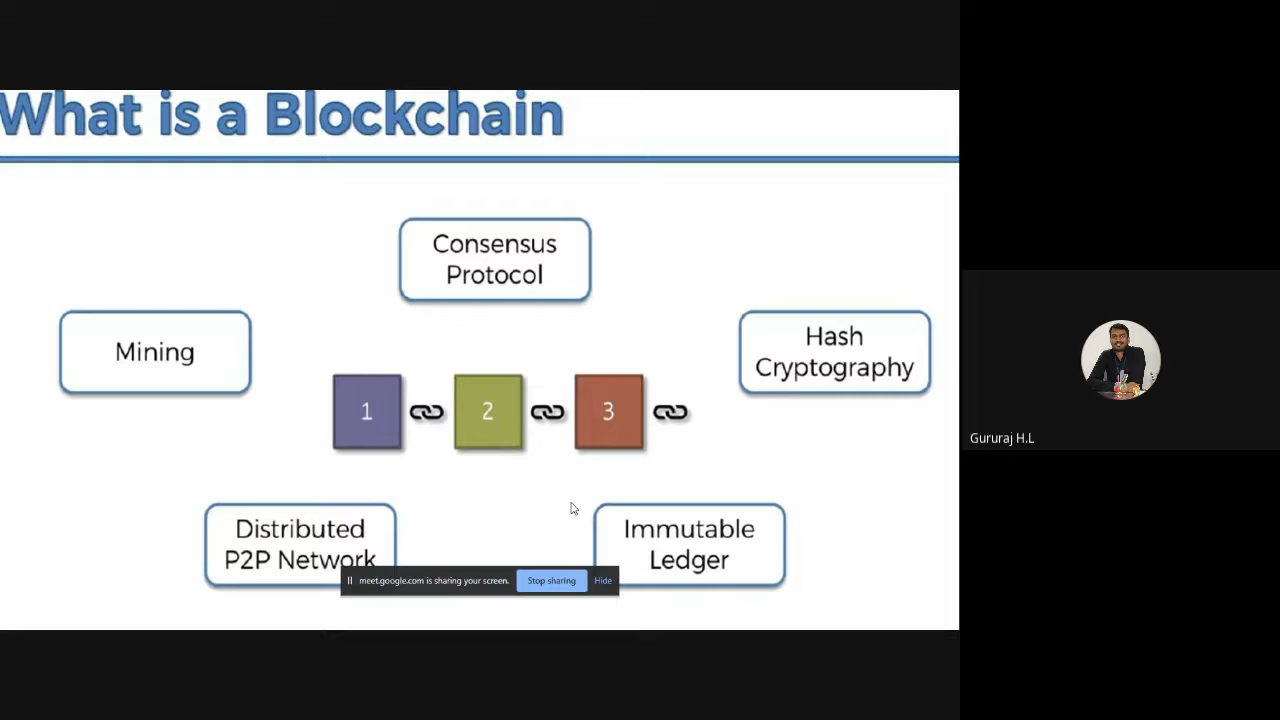 What is a Blockchain
Consensus
Protocol
Mining
Hash
Cryptography
1
2
3
Distributed
P2P Network
Immutable
Ledger
meet.google.com is sharing your screen.
Stop sharing
Hide
Gururaj H.L